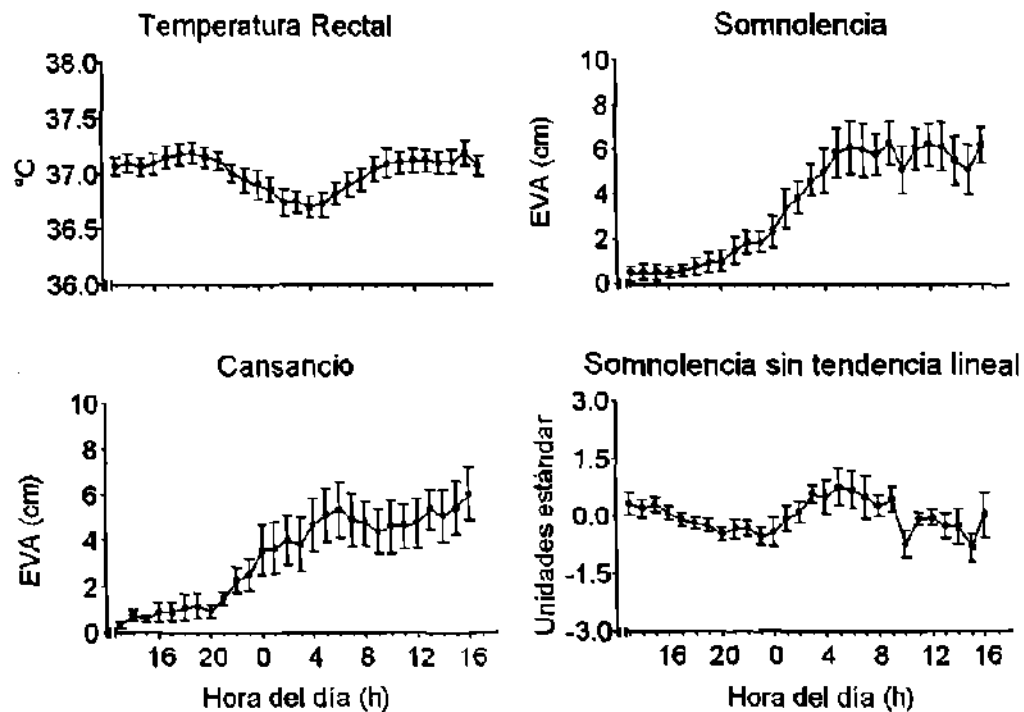 Temperatura Rectal
ºC
38.0
37.5
37.0
36.5
36.0
Somnolencia
EVA (cm)
10
8
6
4
2
0
Cansancio
EVA (cm)
10
8
6
4
2
0
16 20 0 4 8 12 16
Hora del día (h)
Somnolencia sin tendencia lineal
Unidades estándar
3.0
1.5
0.0
-1.5
-3.0
16 20 0 4 8 12 16
Hora del día (h)